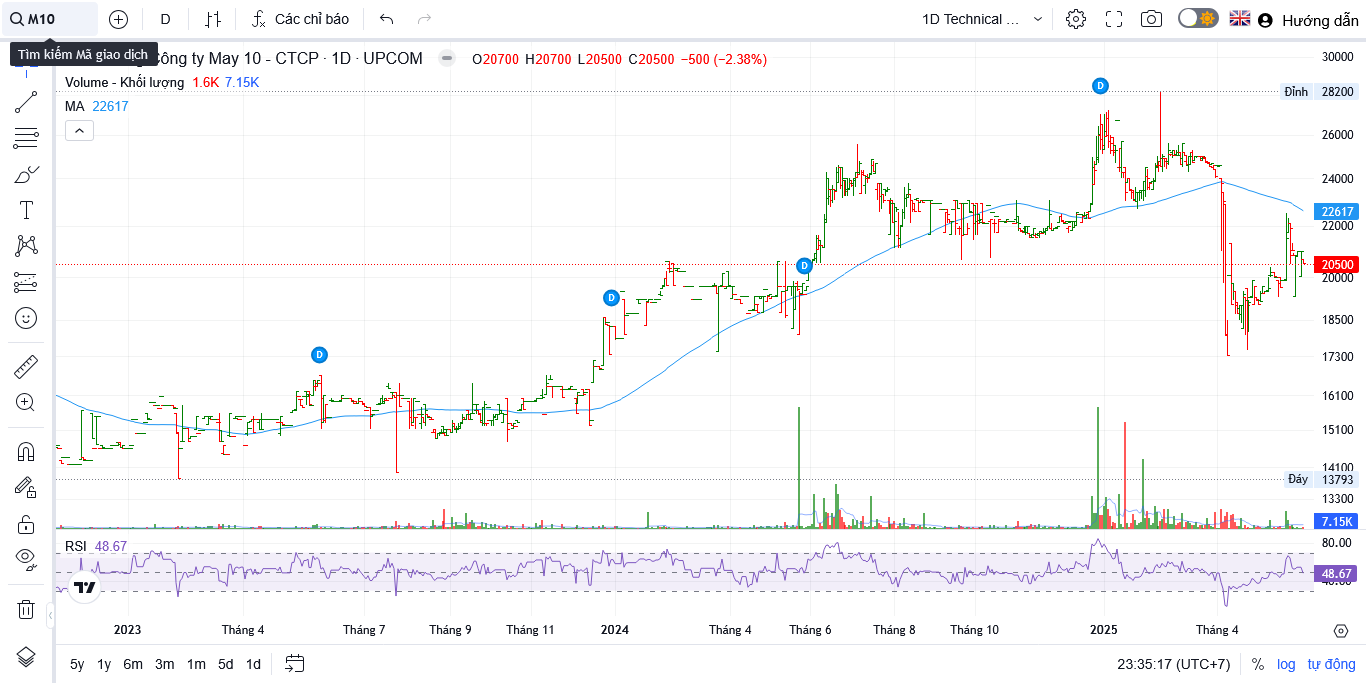 M10 D Các chỉ báo 1D Technical ... Hướng dẫn
Tìm kiếm Mã giao dịch
Công ty May 10 - CTCP · 1D · UPCOM O20700 H20700 L20500 C20500 −500 (−2.38%)
Volume - Khối lượng 1.6K 7.15K
MA 22617
30000
Đỉnh 28200
26000
24000
22617
22000
20500
20000
18500
17300
16100
15100
14100
Đáy 13793
13300
7.15K
D
D
D
D
RSI 48.67
80.00
48.67
2023 Tháng 4 Tháng 7 Tháng 9 Tháng 11 2024 Tháng 4 Tháng 6 Tháng 8 Tháng 10 2025 Tháng 4
5y 1y 6m 3m 1m 5d 1d 23:35:17 (UTC+7) % log tự động